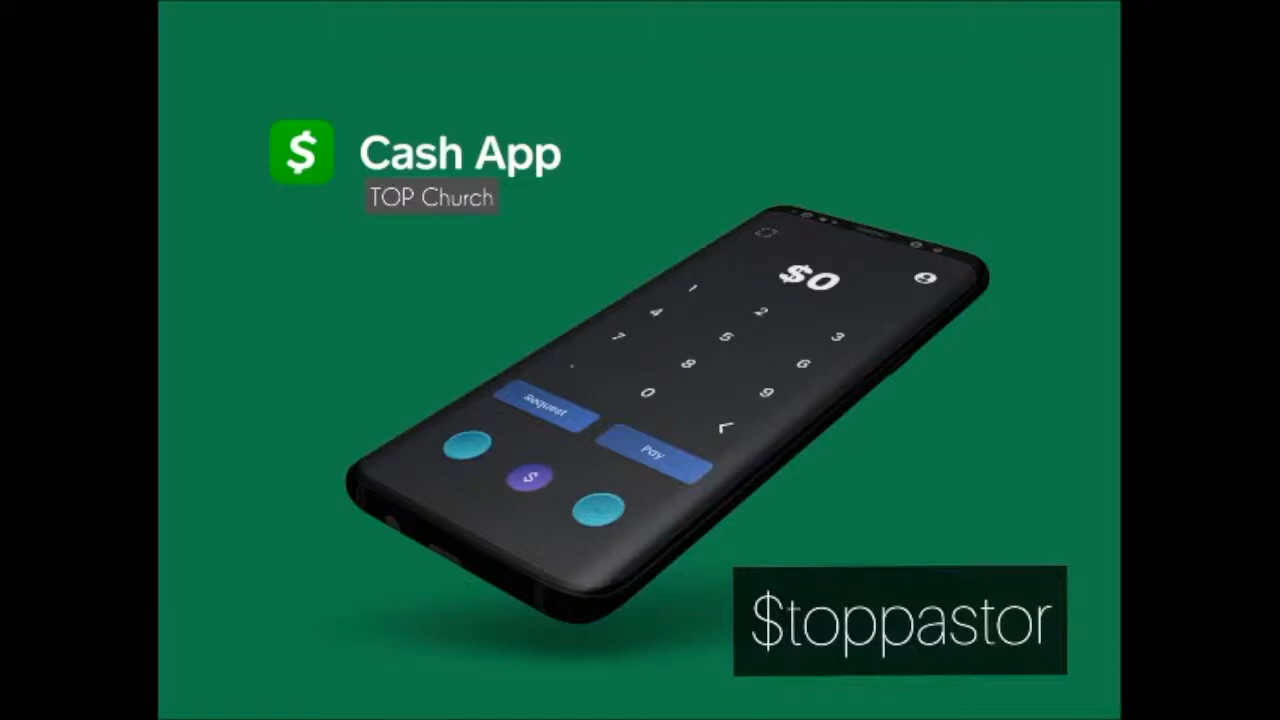 $ Cash App
TOP Church
$0
1 2 3
4 5 6
7 8 9
. 0 <
Request Pay
$
$toppastor